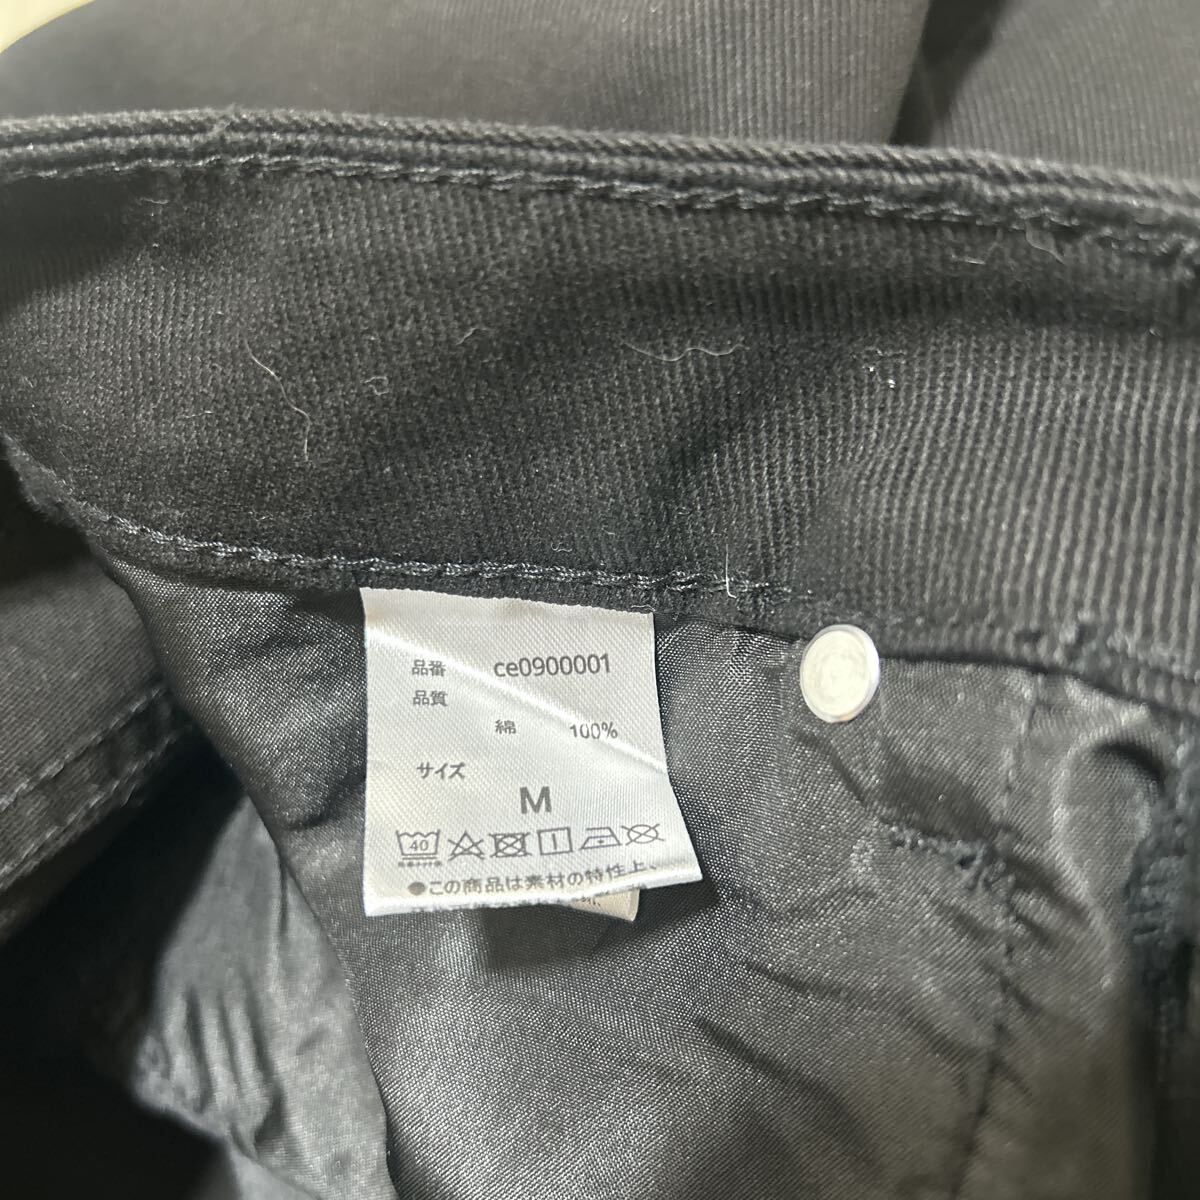 品番 ce0900001
品質
綿 100%
サイズ
M
40
●この商品は素材の特性上、